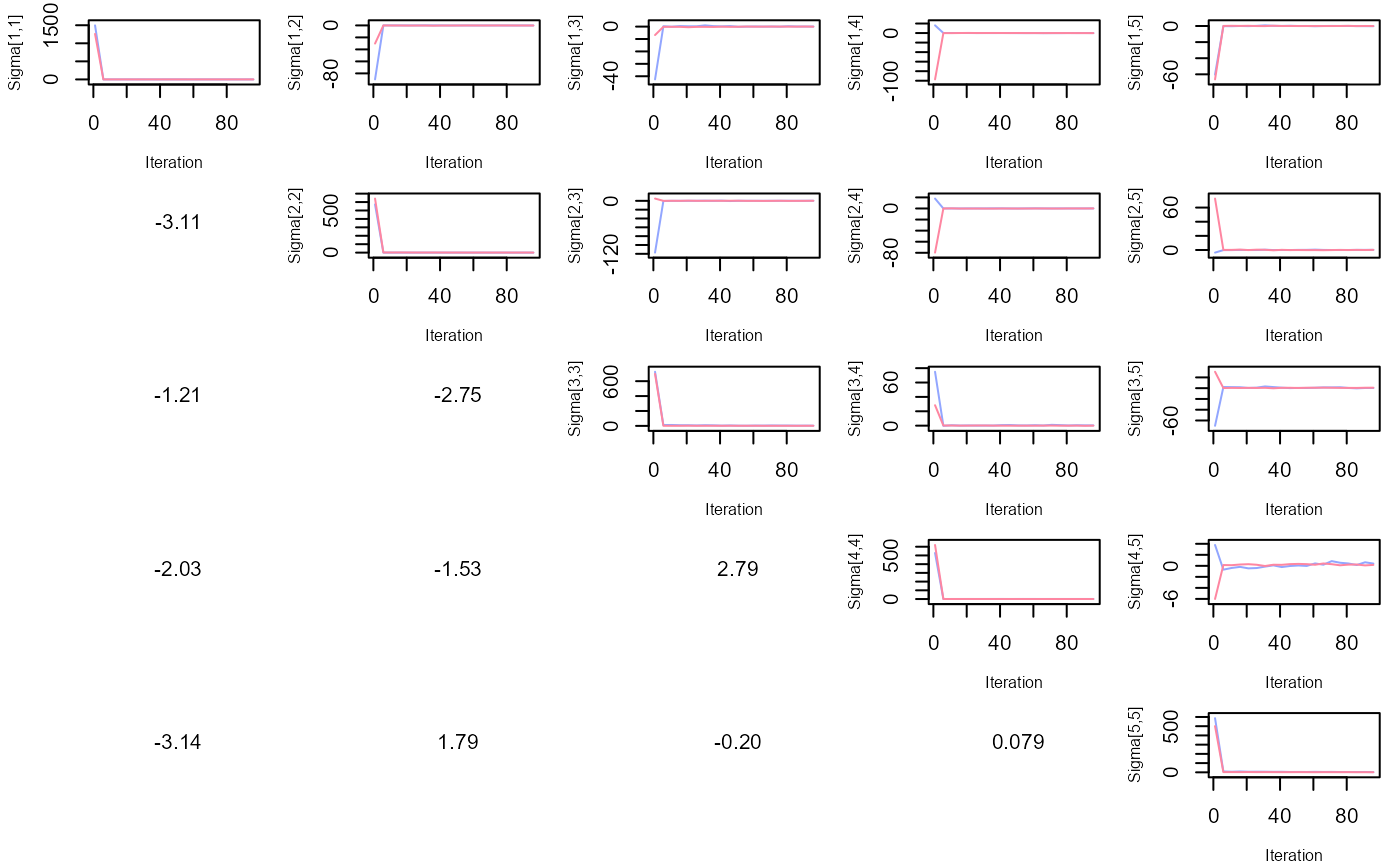 Sigma[1,1]
0 1500
0 40 80
Iteration
Sigma[1,2]
-80 0
0 40 80
Iteration
Sigma[1,3]
-40 0
0 40 80
Iteration
Sigma[1,4]
-100 0
0 40 80
Iteration
Sigma[1,5]
-60 0
0 40 80
Iteration
-3.11
Sigma[2,2]
0 500
0 40 80
Iteration
Sigma[2,3]
-120 0
0 40 80
Iteration
Sigma[2,4]
-80 0
0 40 80
Iteration
Sigma[2,5]
0 60
0 40 80
Iteration
-1.21
-2.75
Sigma[3,3]
0 600
0 40 80
Iteration
Sigma[3,4]
0 60
0 40 80
Iteration
Sigma[3,5]
-60
0 40 80
Iteration
-2.03
-1.53
2.79
Sigma[4,4]
0 500
0 40 80
Iteration
Sigma[4,5]
-6 0
0 40 80
Iteration
-3.14
1.79
-0.20
0.079
Sigma[5,5]
0 500
0 40 80
Iteration